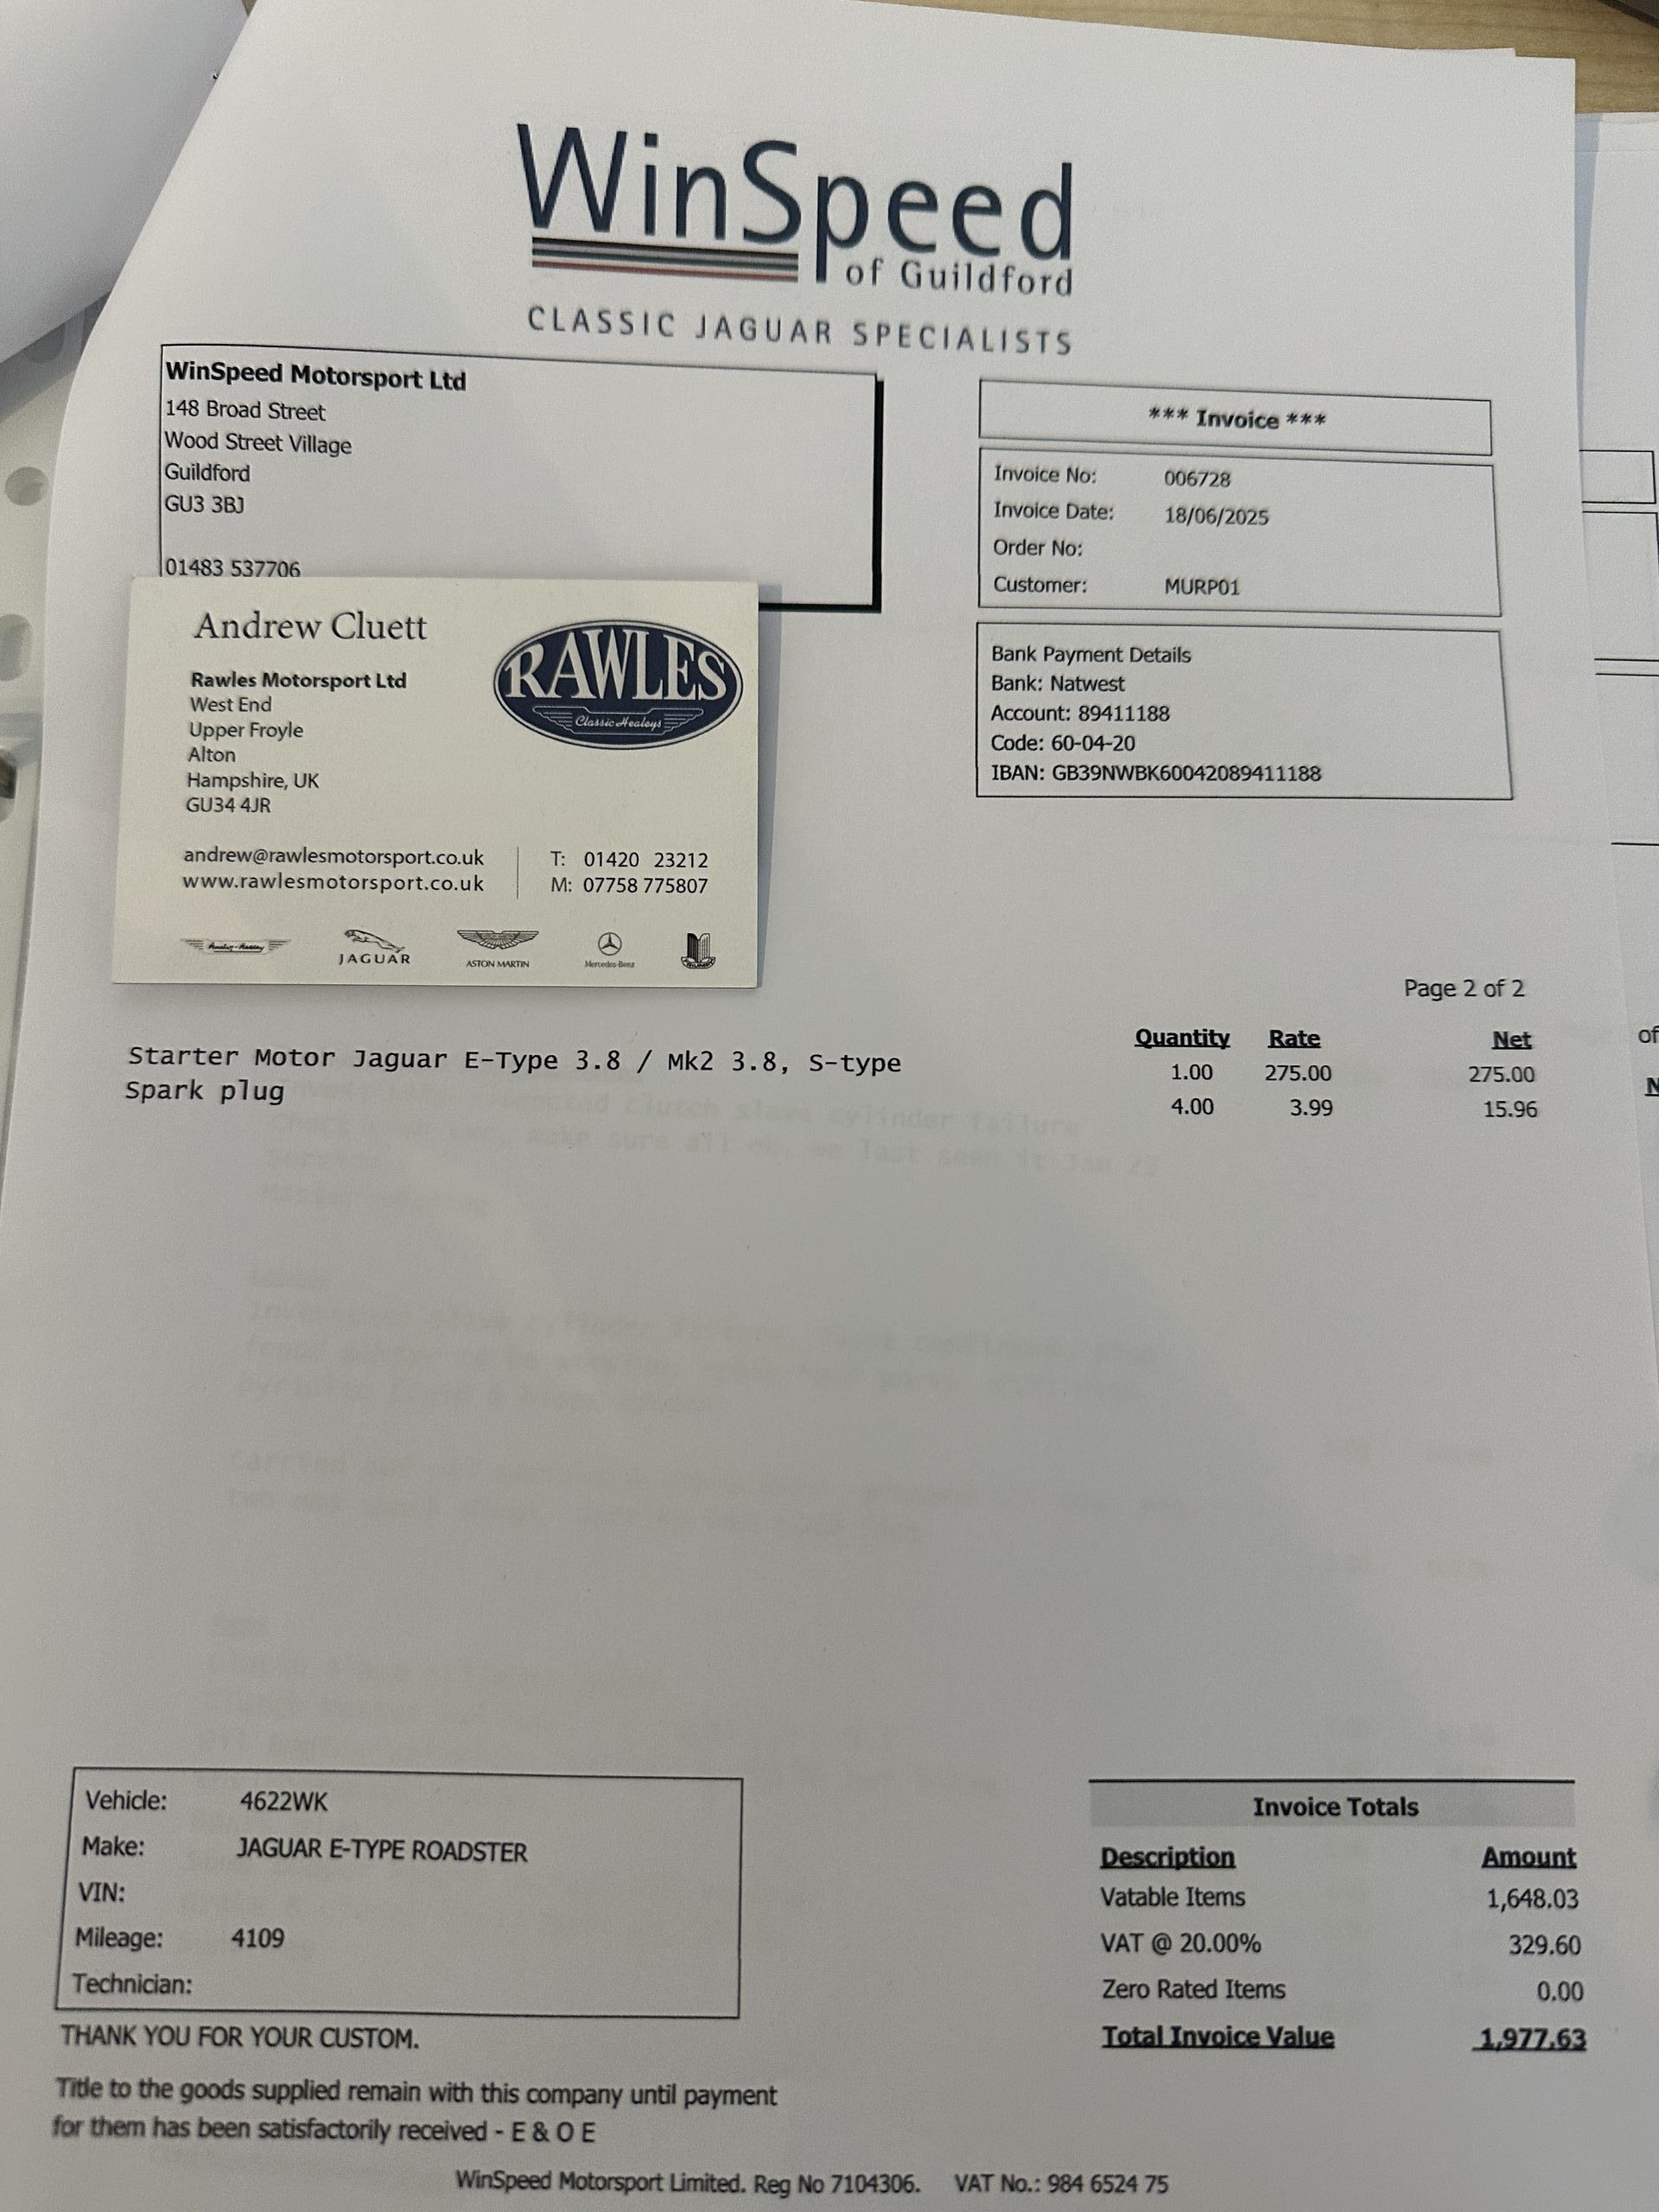 WinSpeed
of Guildford
CLASSIC JAGUAR SPECIALISTS
WinSpeed Motorsport Ltd
148 Broad Street
Wood Street Village
Guildford
GU3 3BJ
01483 537706
*** Invoice ***
Invoice No: 006728
Invoice Date: 18/06/2025
Order No:
Customer: MURP01
Bank Payment Details
Bank: Natwest
Account: 89411188
Code: 60-04-20
IBAN: GB39NWBK60042089411188
Andrew Cluett
RAWLES
Classic Healeys
Rawles Motorsport Ltd
West End
Upper Froyle
Alton
Hampshire, UK
GU34 4JR
andrew@rawlesmotorsport.co.uk
www.rawlesmotorsport.co.uk
T: 01420 23212
M: 07758 775807
Austin-Healey
JAGUAR
ASTON MARTIN
Mercedes-Benz
Page 2 of 2
Quantity Rate Net
Starter Motor Jaguar E-Type 3.8 / Mk2 3.8, S-type 1.00 275.00 275.00
Spark plug 4.00 3.99 15.96
of
N
Vehicle: 4622WK
Make: JAGUAR E-TYPE ROADSTER
VIN:
Mileage: 4109
Technician:
Invoice Totals
Description Amount
Vatable Items 1,648.03
VAT @ 20.00% 329.60
Zero Rated Items 0.00
Total Invoice Value 1,977.63
THANK YOU FOR YOUR CUSTOM.
Title to the goods supplied remain with this company until payment
for them has been satisfactorily received - E & O E
WinSpeed Motorsport Limited. Reg No 7104306. VAT No.: 984 6524 75